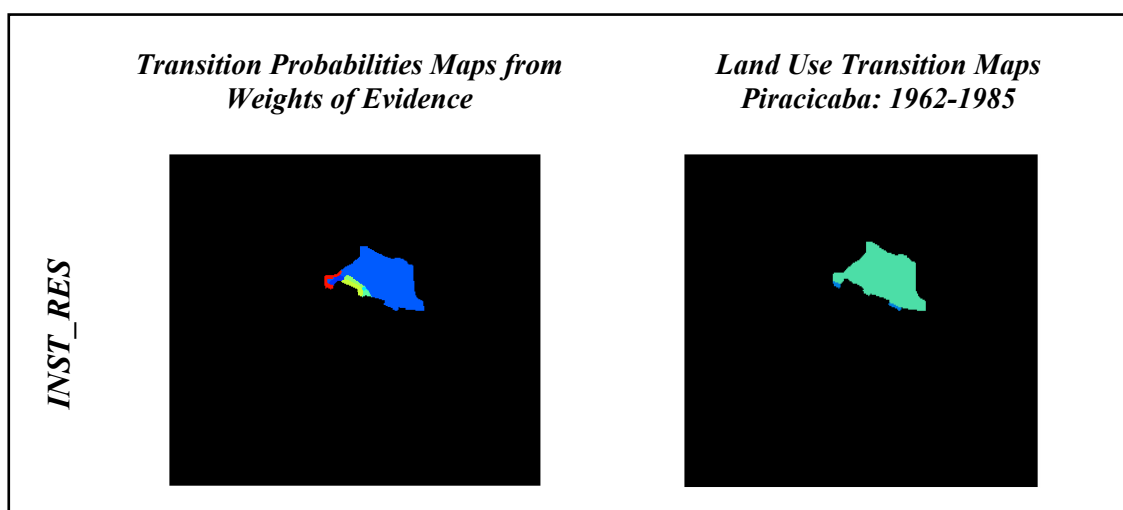 Transition Probabilities Maps from
Weights of Evidence
Land Use Transition Maps
Piracicaba: 1962-1985
INST_RES